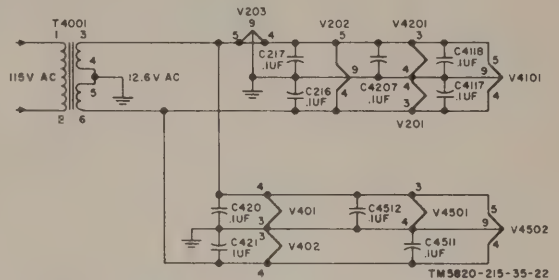 T4001
V203
V202
V4201
1
3
5
9
4
5
3
5
C217
.1UF
C4118
.1UF
4
115V AC
12.6V AC
9
4
4
9
V4101
5
C216
.1UF
C4207
.1UF
C4117
.1UF
2
6
4
3
4
V201
4
3
5
C420
.1UF
V401
C4512
.1UF
V4501
3
4
9
V4502
3
C421
.1UF
V402
C4511
.1UF
4
4
TM5820-215-35-22